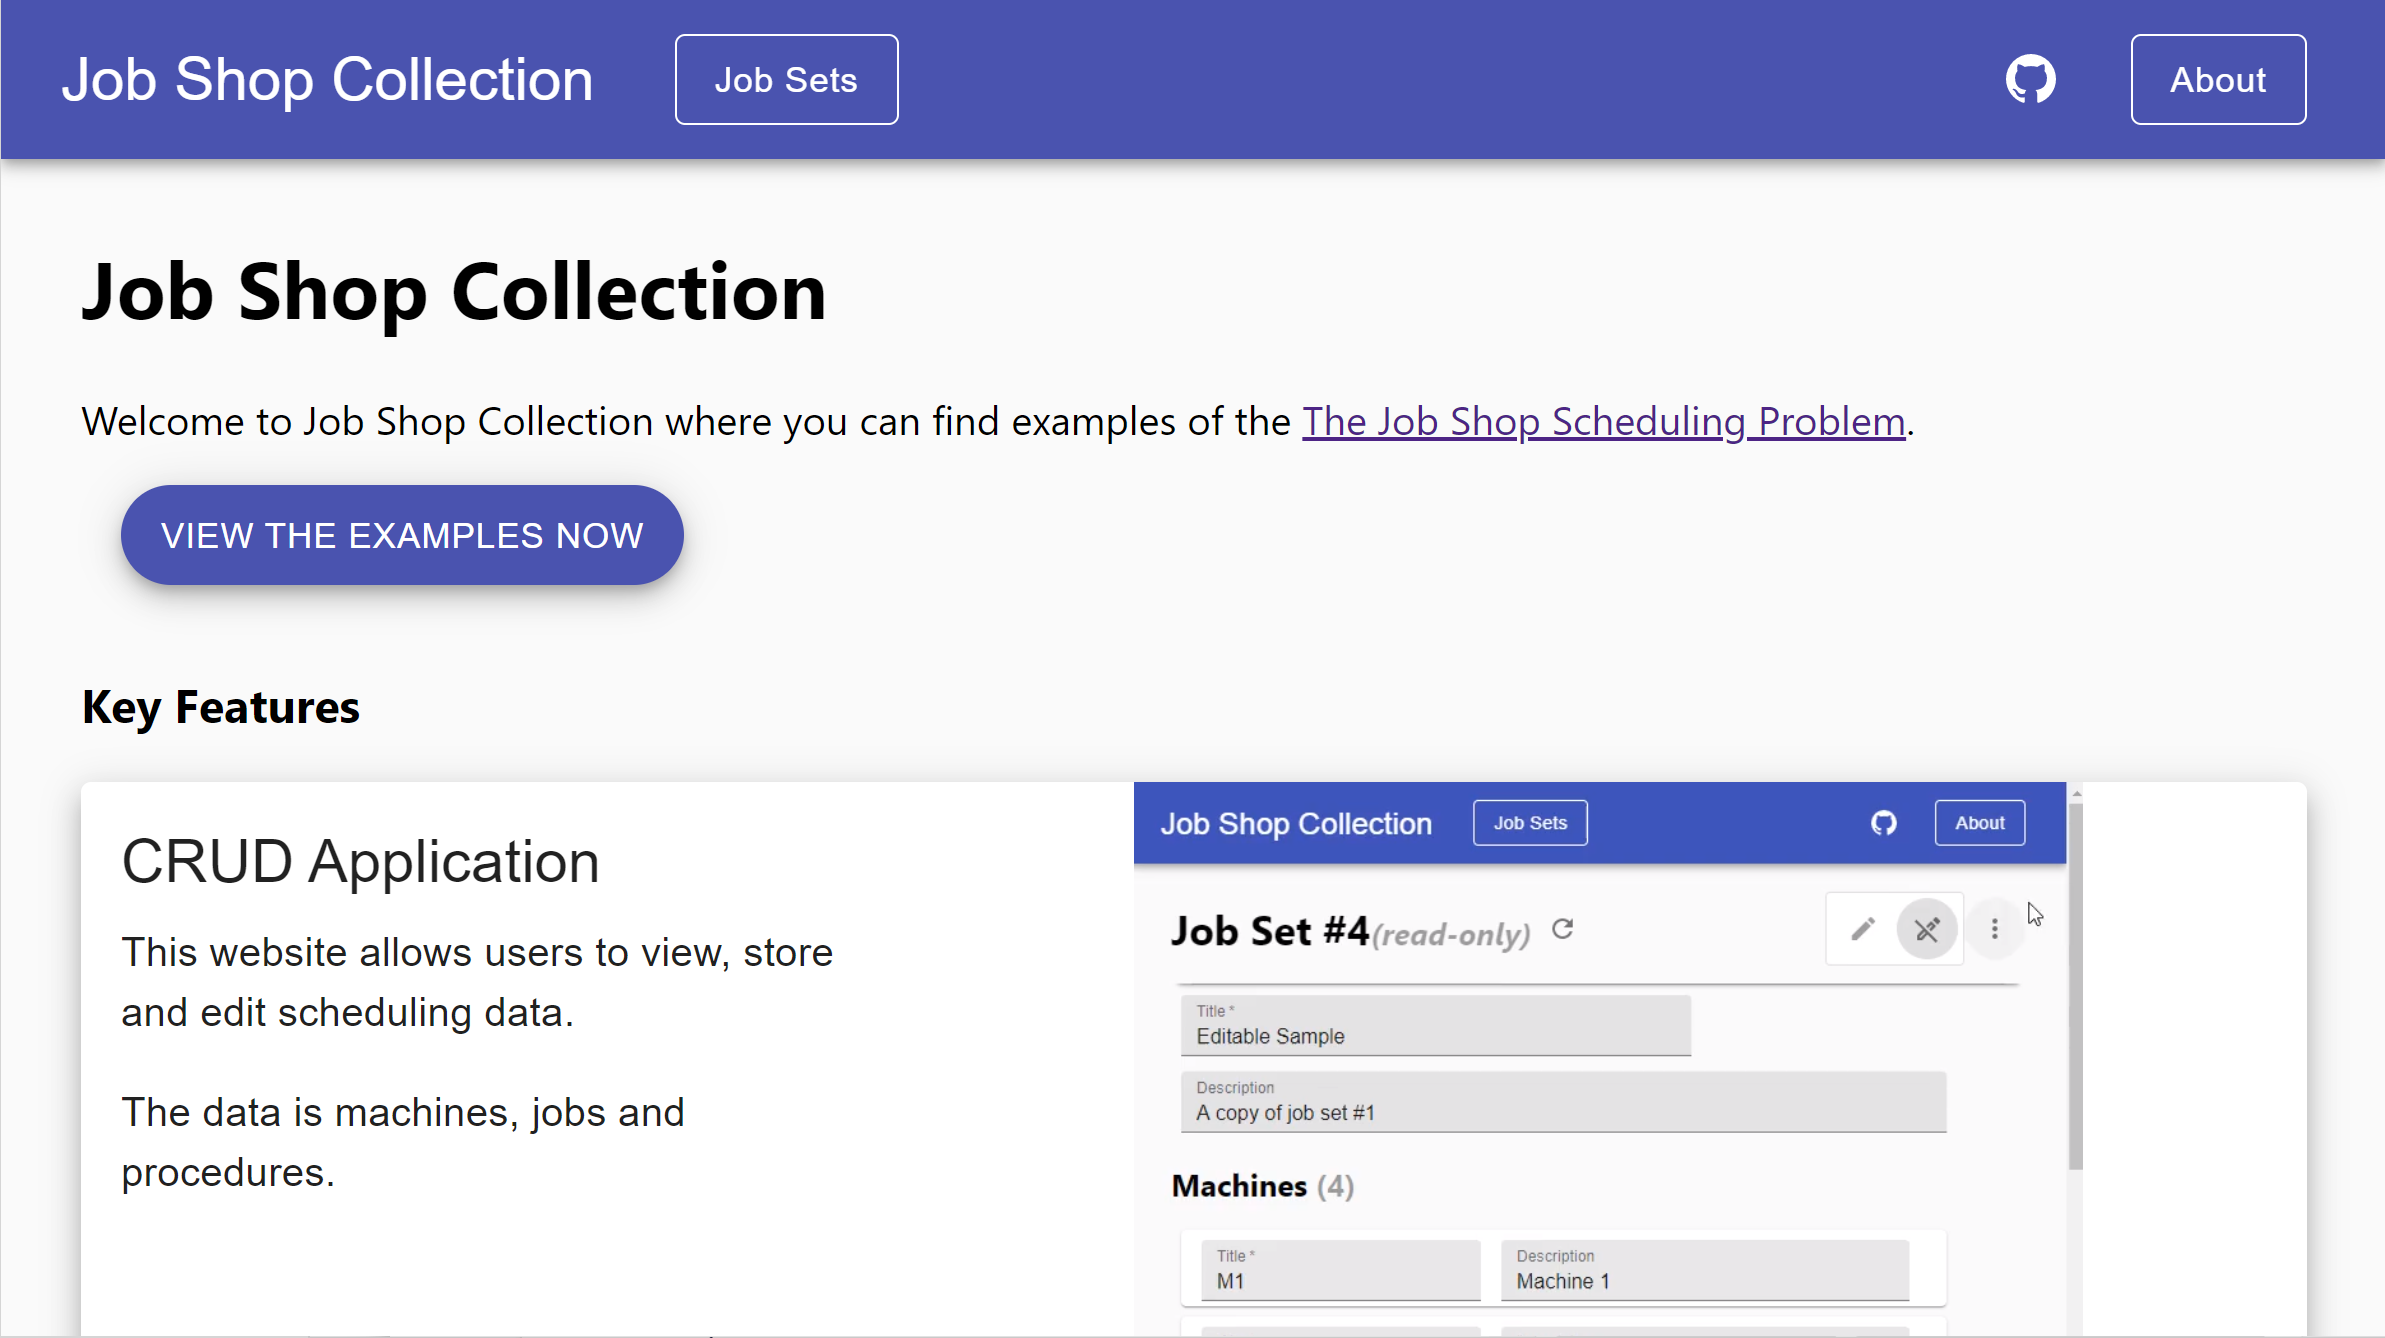 Job Shop Collection Job Sets About
Job Shop Collection
Welcome to Job Shop Collection where you can find examples of the The Job Shop Scheduling Problem.
VIEW THE EXAMPLES NOW
Key Features
CRUD Application
This website allows users to view, store
and edit scheduling data.
The data is machines, jobs and
procedures.
Job Shop Collection Job Sets About
Job Set #4(read-only)
Title *
Editable Sample
Description
A copy of job set #1
Machines (4)
Title * Description
M1 Machine 1